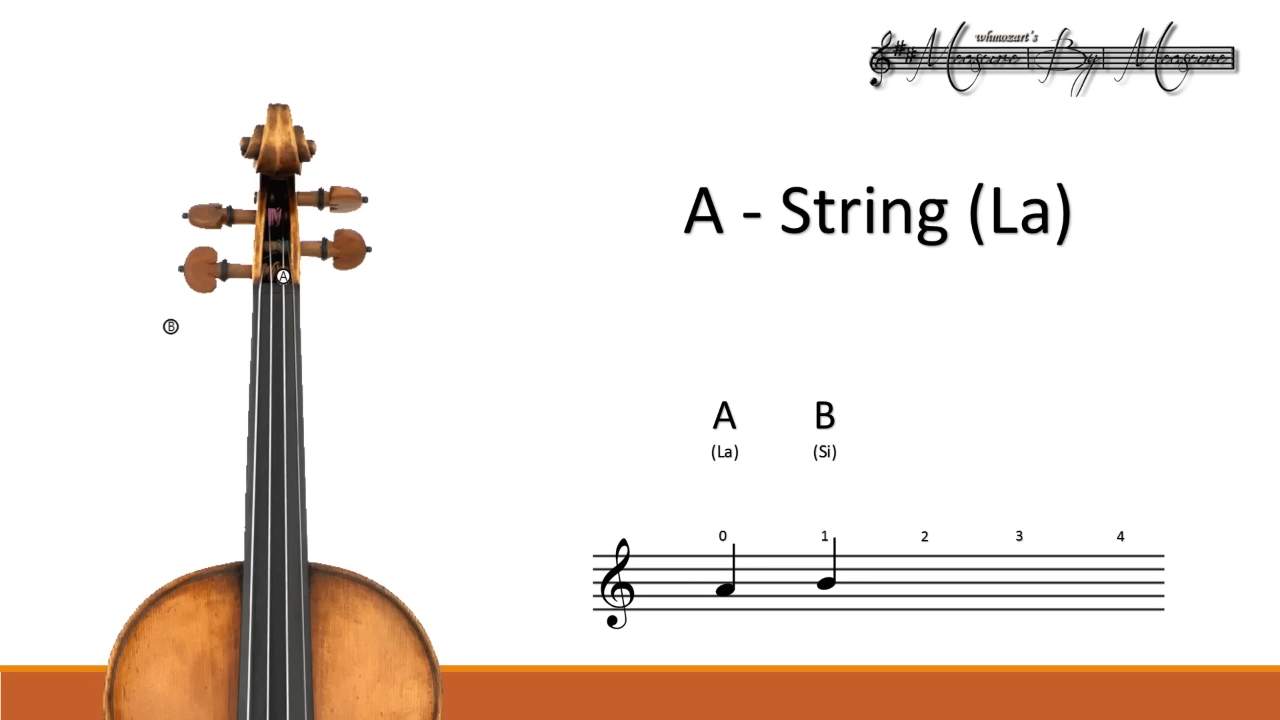 whmozart's
Measure By Measure
A - String (La)
A
B
A B
(La) (Si)
0 1 2 3 4